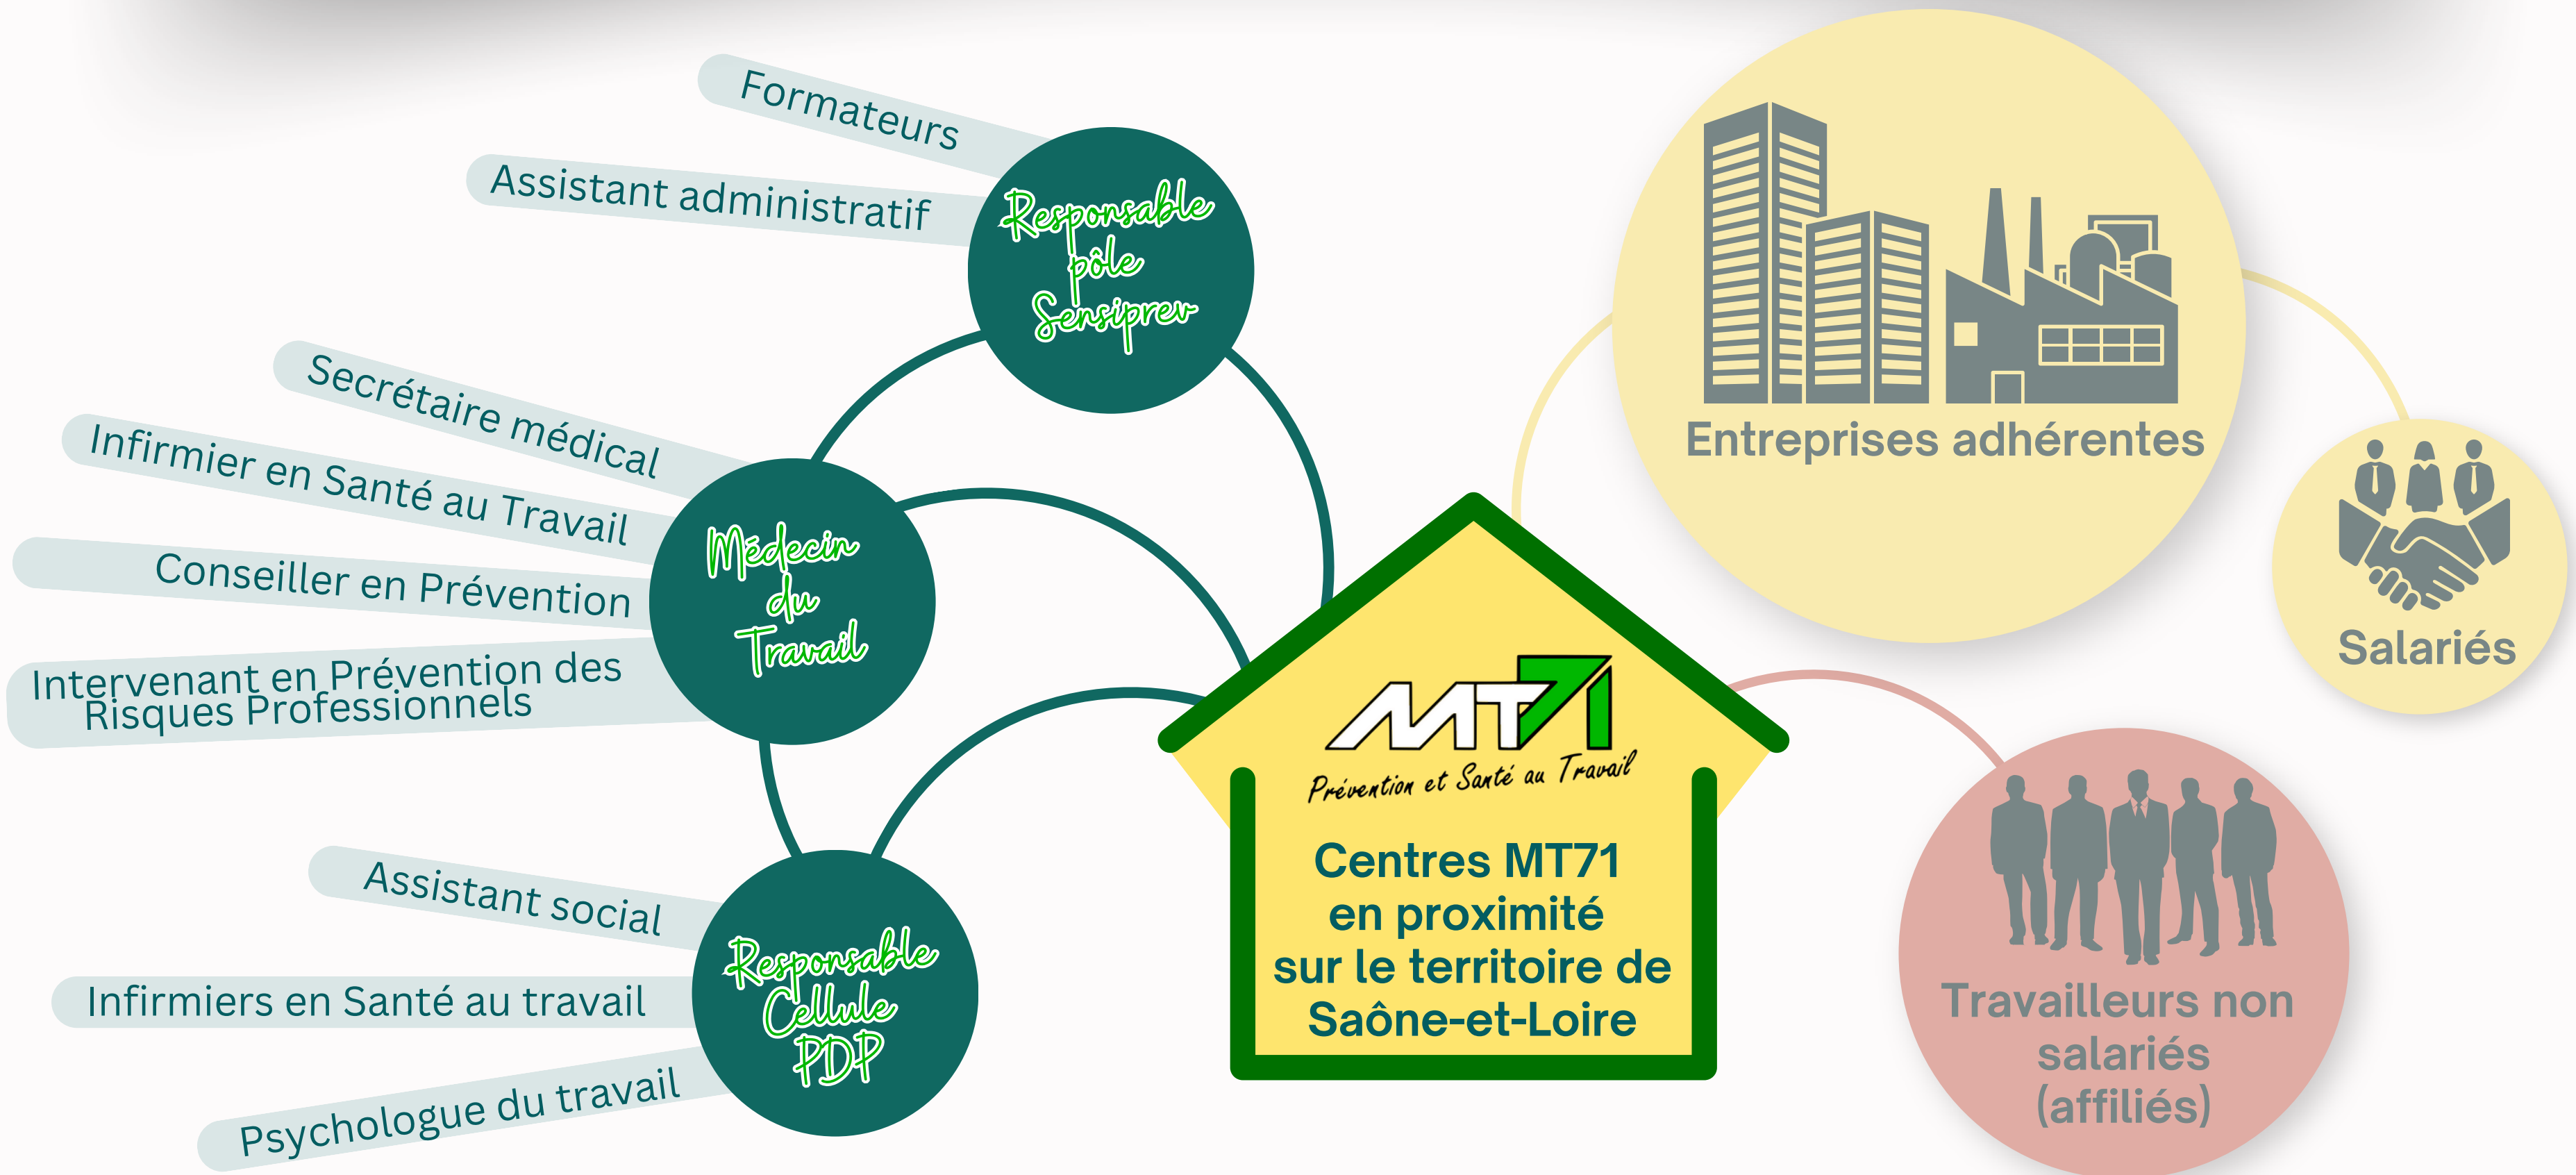 Formateurs
Assistant administratif
Responsable
pôle
Sensiprev
Secrétaire médical
Infirmier en Santé au Travail
Conseiller en Prévention
Intervenant en Prévention des
Risques Professionnels
Médecin
du
Travail
Assistant social
Infirmiers en Santé au travail
Psychologue du travail
Responsable
Cellule
PDP
MT71
Prévention et Santé au Travail
Centres MT71
en proximité
sur le territoire de
Saône-et-Loire
Entreprises adhérentes
Salariés
Travailleurs non
salariés
(affiliés)